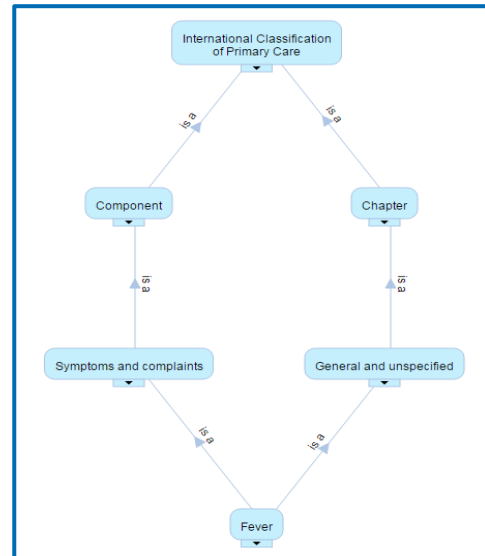 International Classification
of Primary Care
is a
is a
Component
Chapter
is a
is a
Symptoms and complaints
General and unspecified
is a
is a
Fever